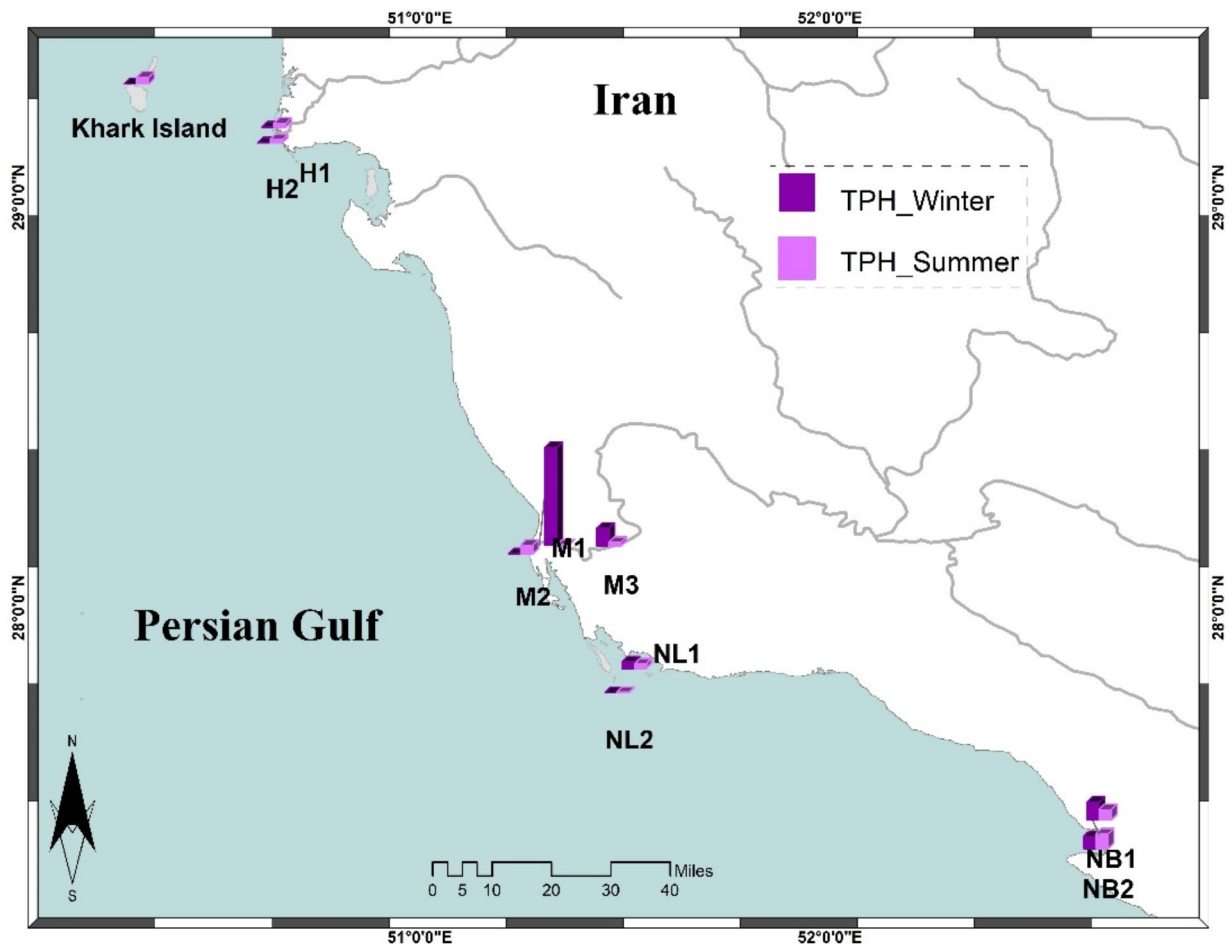 51°0'0"E
52°0'0"E
Iran
Khark Island
H1
H2
29°0'0"N
29°0'0"N
TPH_Winter
TPH_Summer
M1
M3
M2
28°0'0"N
28°0'0"N
Persian Gulf
NL1
NL2
N
S
Miles
0 5 10 20 30 40
NB1
NB2
51°0'0"E
52°0'0"E